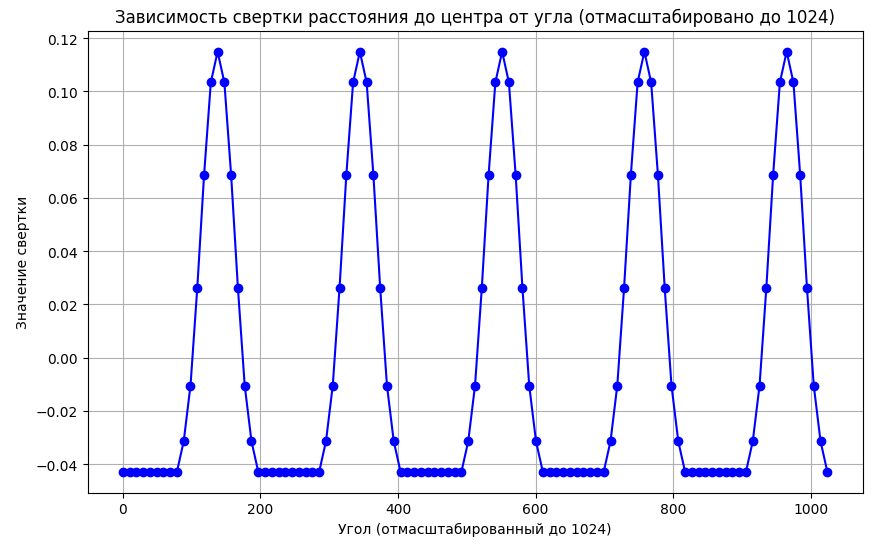 Зависимость свертки расстояния до центра от угла (отмасштабировано до 1024)
0.12
0.10
0.08
0.06
0.04
0.02
0.00
−0.02
−0.04
Значение свертки
0 200 400 600 800 1000
Угол (отмасштабированный до 1024)